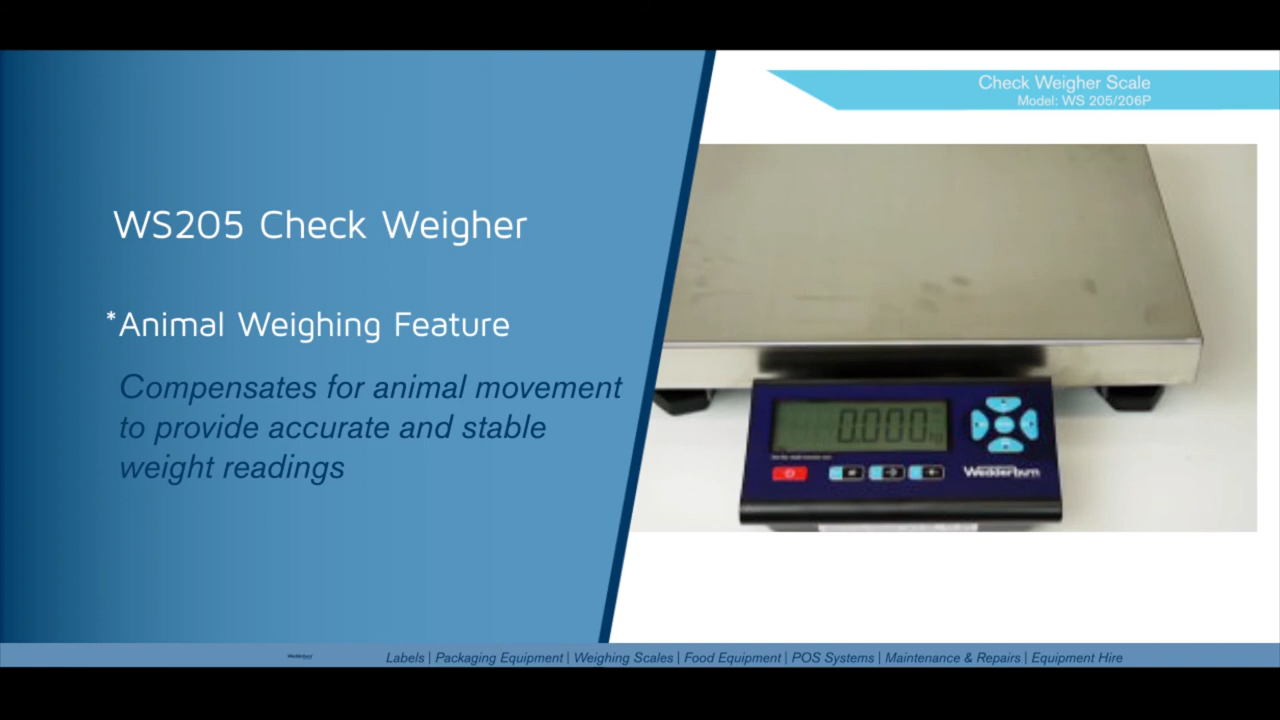 Check Weigher Scale
Model: WS 205/206P
WS205 Check Weigher
*Animal Weighing Feature
Compensates for animal movement
to provide accurate and stable
weight readings
0.000
Wedderburn
Wedderburn
Labels | Packaging Equipment | Weighing Scales | Food Equipment | POS Systems | Maintenance & Repairs | Equipment Hire